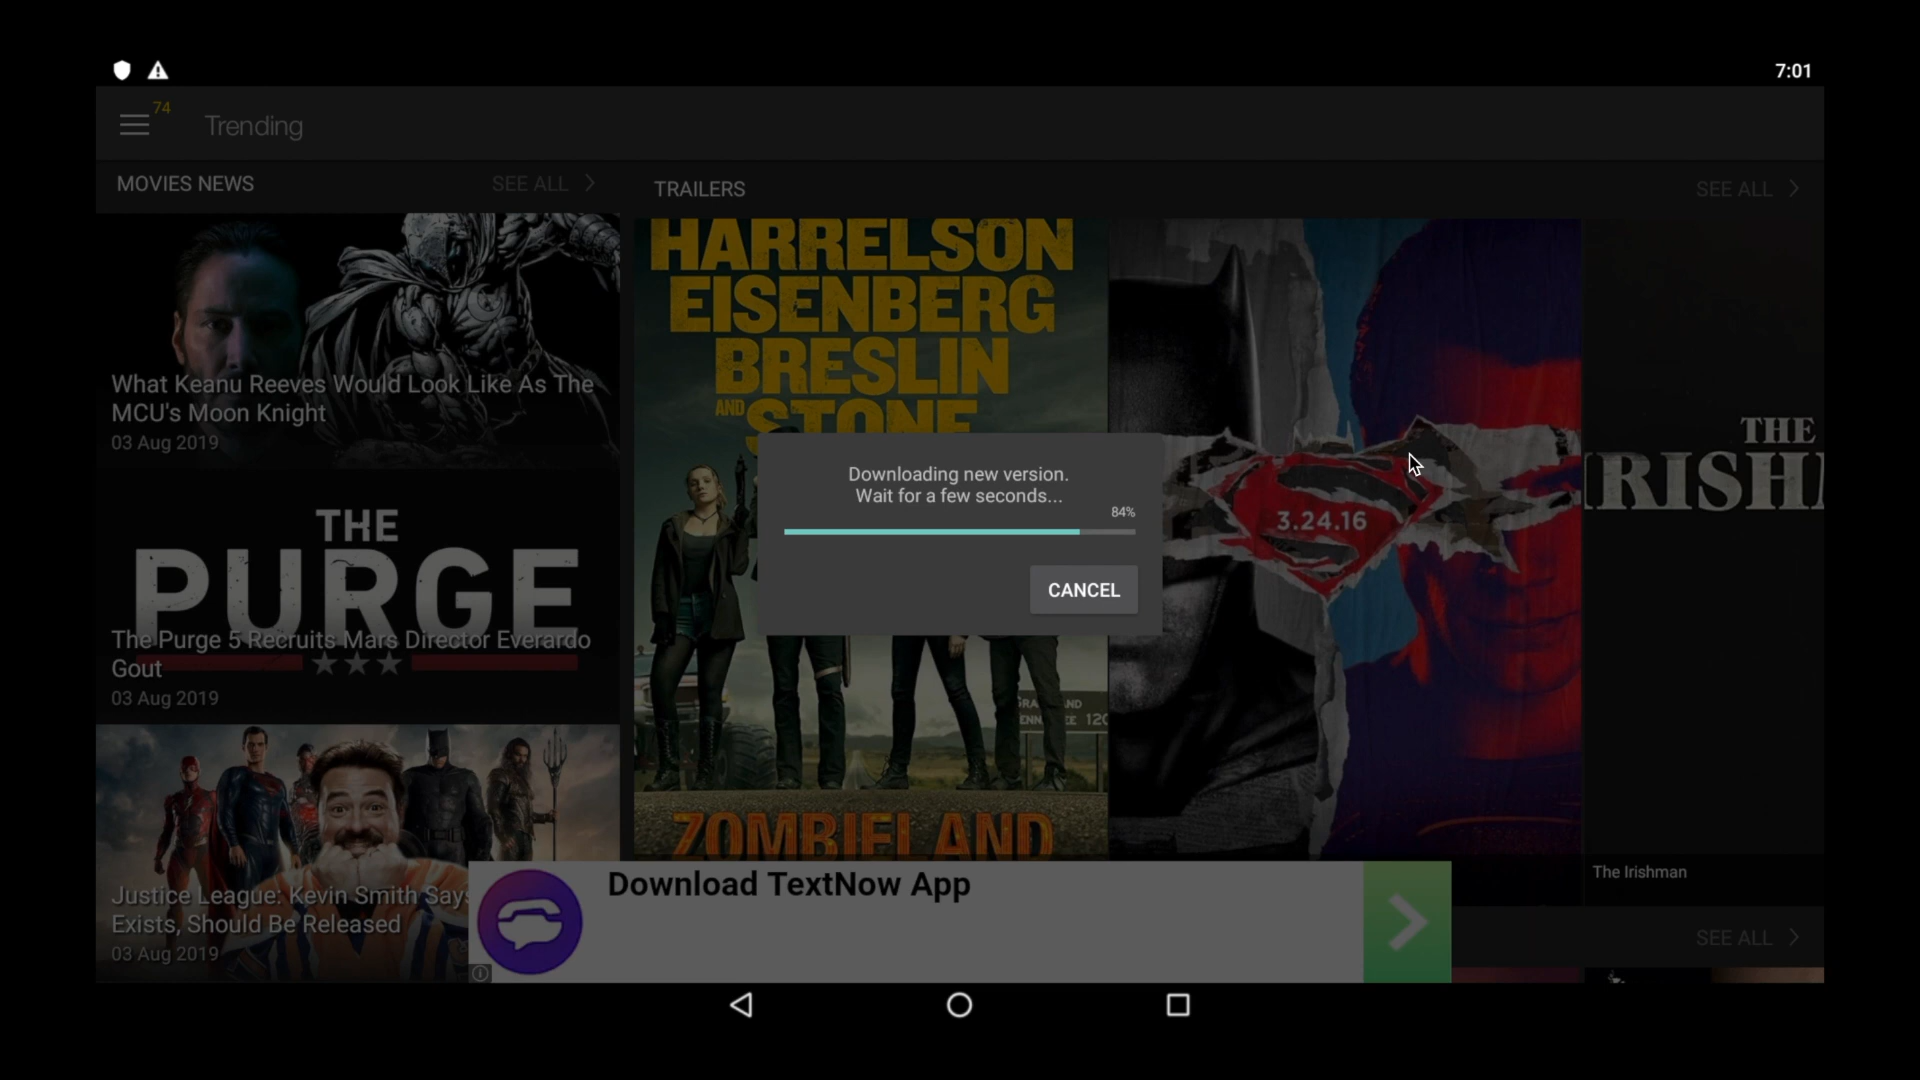 7:01
74
Trending
MOVIES NEWS
SEE ALL
TRAILERS
SEE ALL
What Keanu Reeves Would Look Like As The
MCU's Moon Knight
03 Aug 2019
THE
PURGE
The Purge 5 Recruits Mars Director Everardo
Gout
03 Aug 2019
Justice League: Kevin Smith Says
Exists, Should Be Released
03 Aug 2019
HARRELSON
EISENBERG
BRESLIN
AND
STONE
ZOMBIELAND
3.24.16
THE
IRISH
The Irishman
Downloading new version.
Wait for a few seconds...
84%
CANCEL
Download TextNow App
SEE ALL